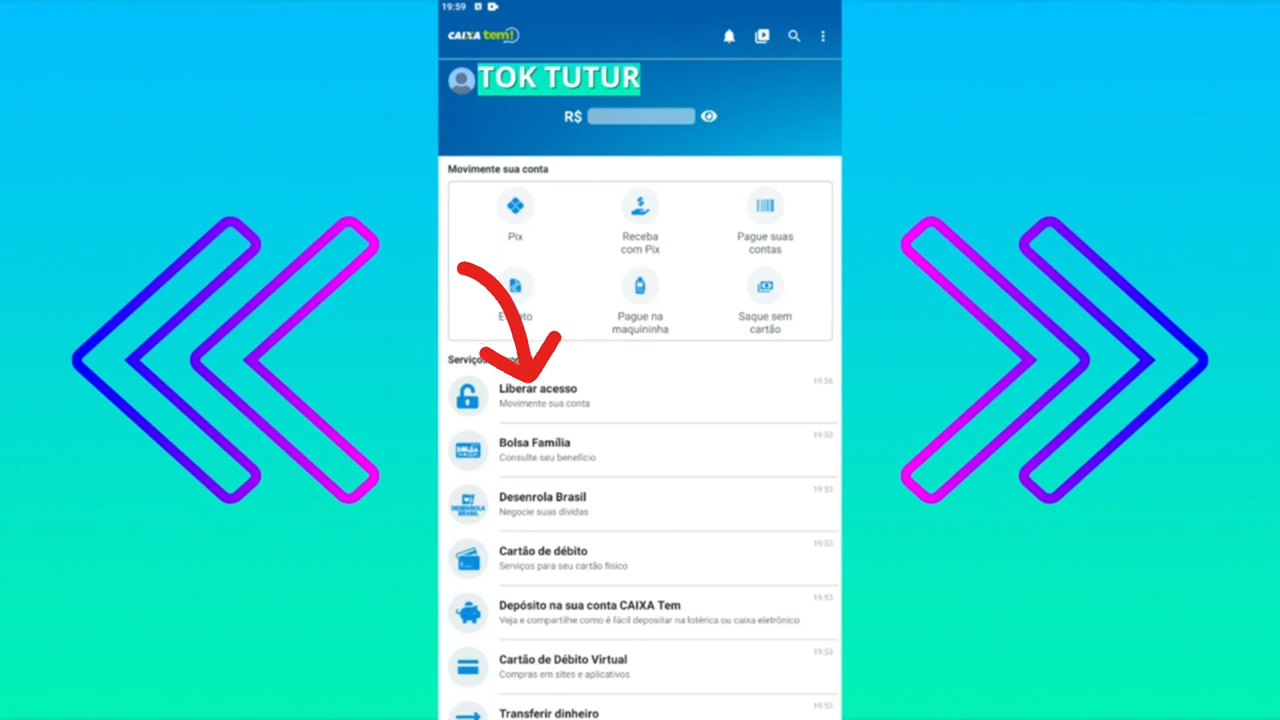 19:59
CAIXA tem!
TOK TUTUR
R$
Movimente sua conta
Pix
Receba
com Pix
Pague suas
contas
Pague na
maquininha
Saque sem
cartão
Liberar acesso
19:56
Movimente sua conta
Bolsa Família
19:53
Consulte seu benefício
Desenrola Brasil
19:53
Negocie suas dívidas
DESENROLA
BRASIL
Cartão de débito
19:53
Serviços para seu cartão físico
Depósito na sua conta CAIXA Tem
19:53
Veja e compartilhe como é fácil depositar na lotérica ou caixa eletrônico
Cartão de Débito Virtual
19:53
Compras em sites e aplicativos
Transferir dinheiro
19:53